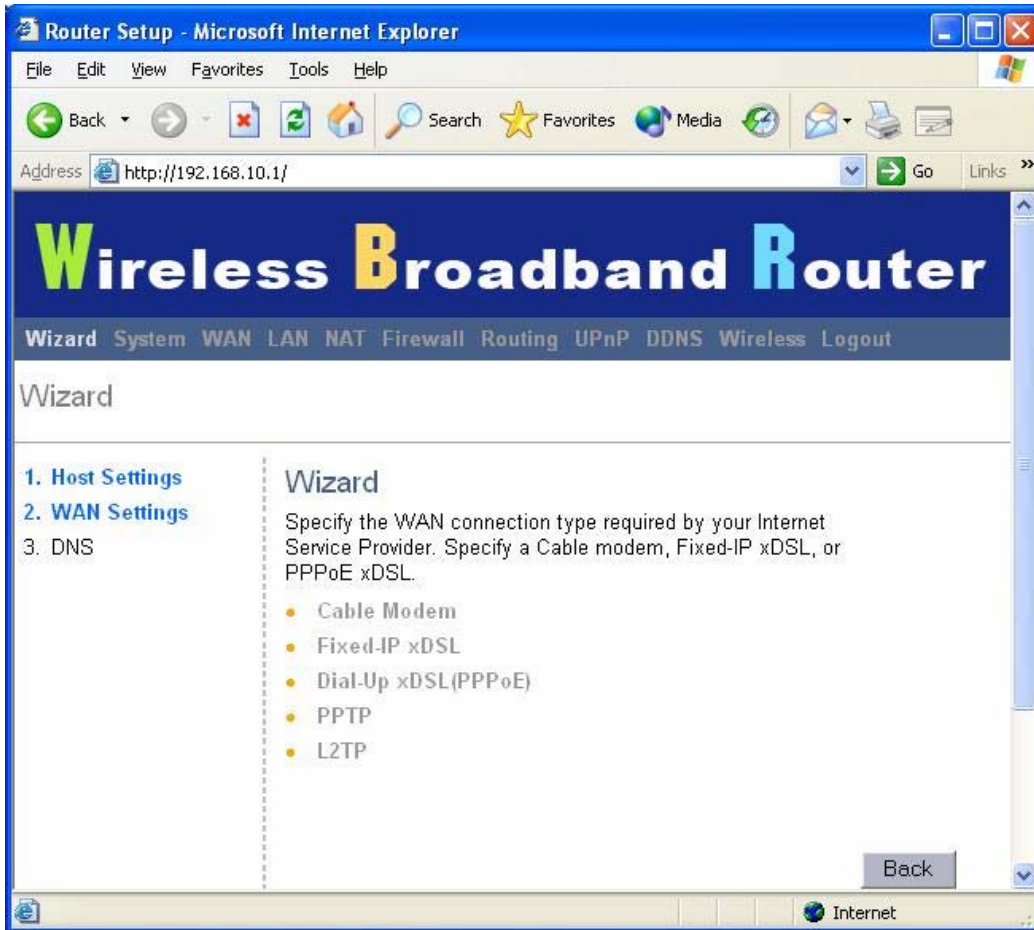 Router Setup - Microsoft Internet Explorer
File Edit View Favorites Tools Help
Back Search Favorites Media
Address http://192.168.10.1/ Go Links »
Wireless Broadband Router
Wizard System WAN LAN NAT Firewall Routing UPnP DDNS Wireless Logout
Wizard
1. Host Settings
2. WAN Settings
3. DNS
Wizard
Specify the WAN connection type required by your Internet
Service Provider. Specify a Cable modem, Fixed-IP xDSL, or
PPPoE xDSL.
• Cable Modem
• Fixed-IP xDSL
• Dial-Up xDSL(PPPoE)
• PPTP
• L2TP
Back
Internet